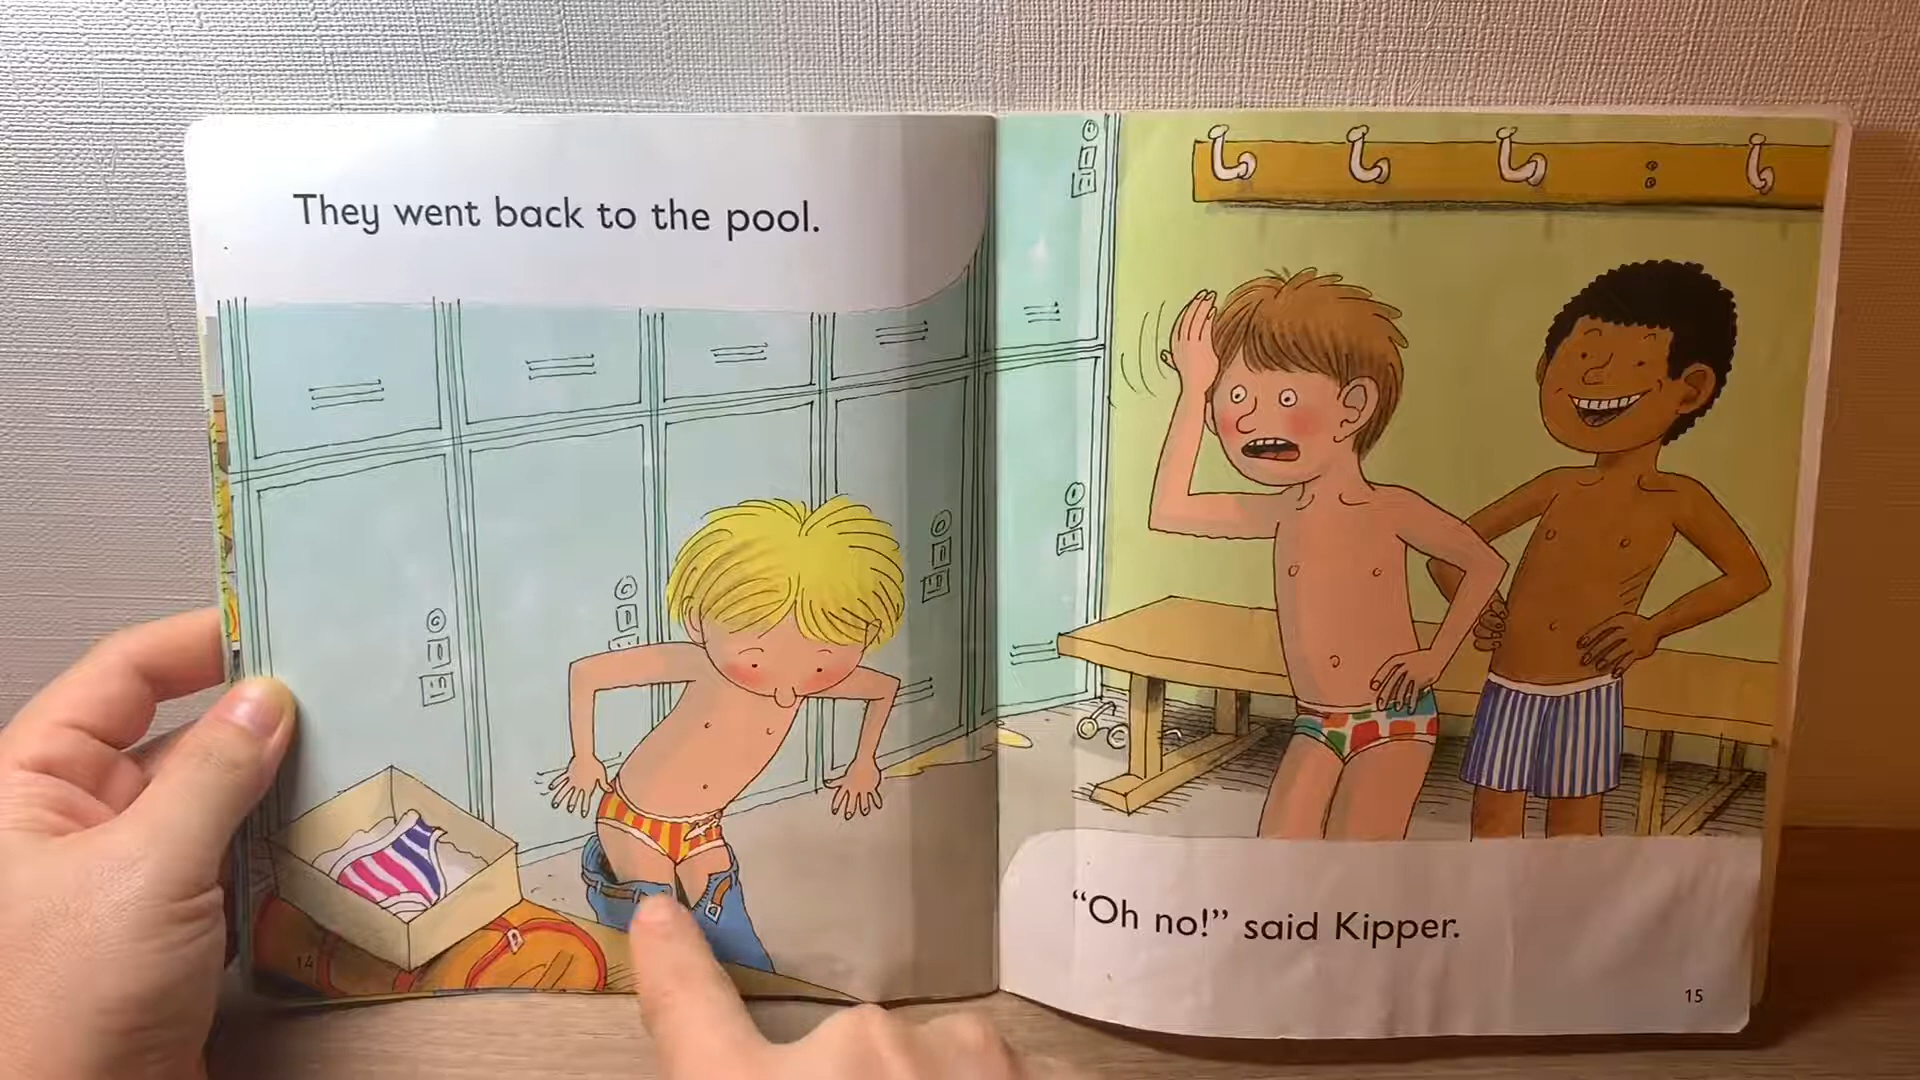 They went back to the pool.
14
“Oh no!” said Kipper.
15